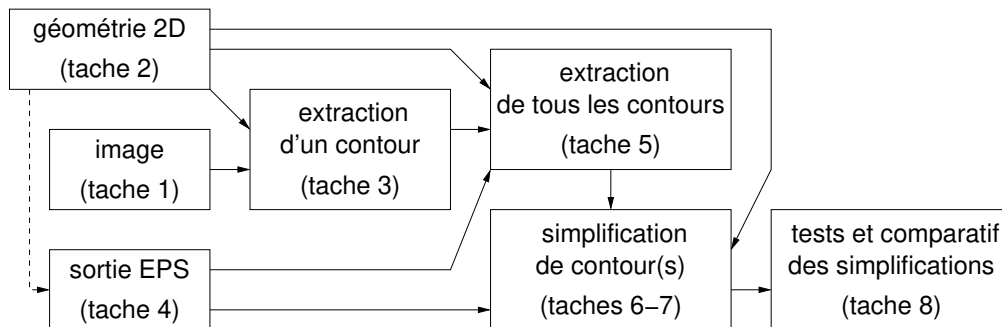 géométrie 2D
(tache 2)
extraction
de tous les contours
(tache 5)
extraction
d'un contour
(tache 3)
image
(tache 1)
sortie EPS
(tache 4)
simplification
de contour(s)
(taches 6−7)
tests et comparatif
des simplifications
(tache 8)